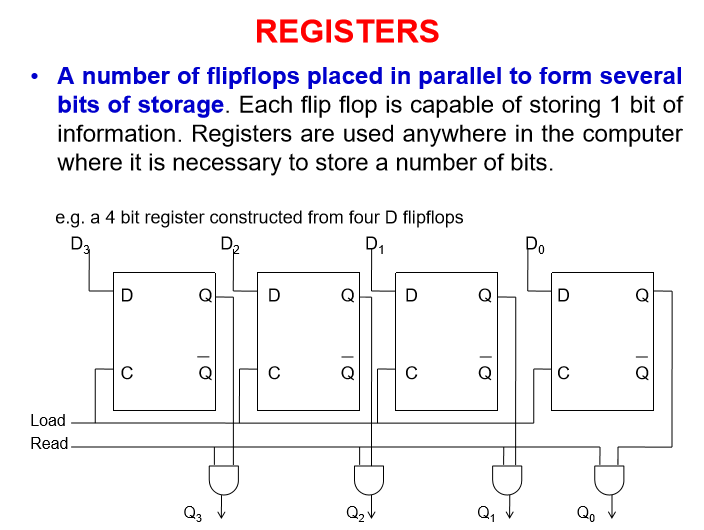 REGISTERS
• A number of flipflops placed in parallel to form several
bits of storage. Each flip flop is capable of storing 1 bit of
information. Registers are used anywhere in the computer
where it is necessary to store a number of bits.
e.g. a 4 bit register constructed from four D flipflops
D₃ D₂ D₁ D₀
D Q D Q D Q D Q
C Q̅ C Q̅ C Q̅ C Q̅
Load
Read
Q₃ Q₂ Q₁ Q₀